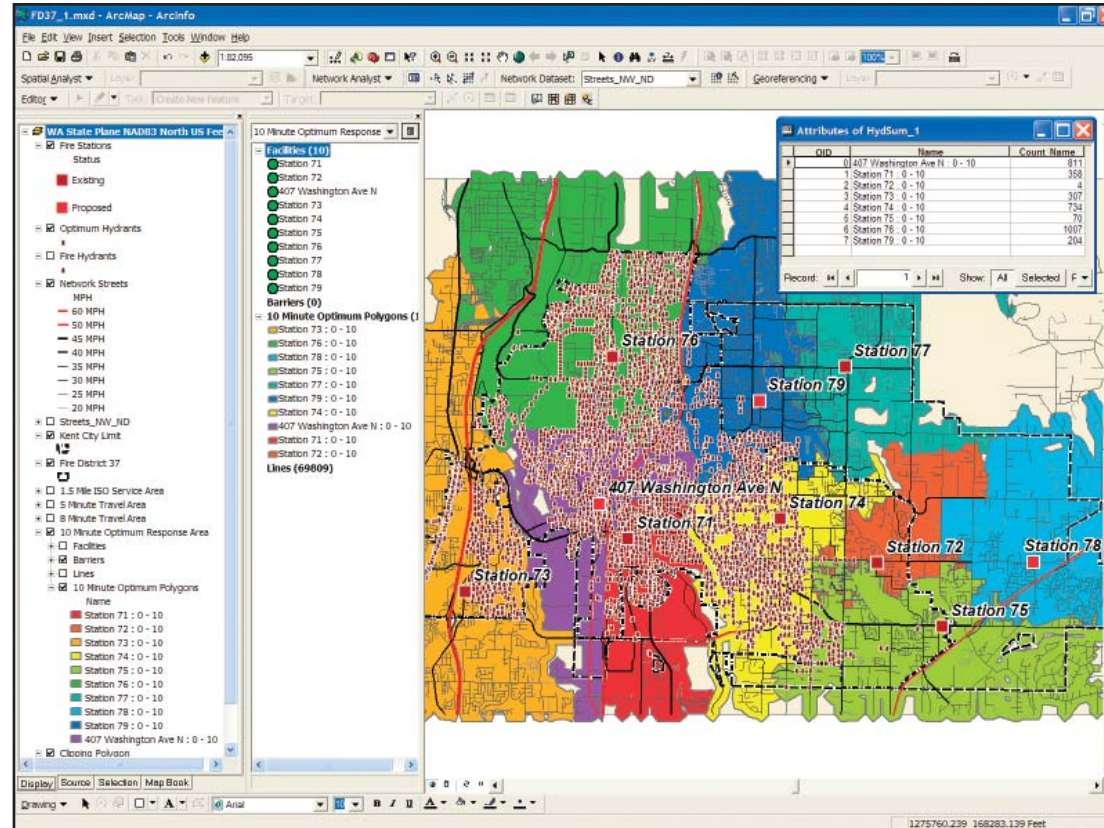 FD37_1.mxd - ArcMap - ArcInfo
File Edit View Insert Selection Tools Window Help
1:82,095
100%
Spatial Analyst Layer: Network Analyst Network Dataset: Streets_NW_ND Georeferencing Layer:
Editor Task: Create New Feature Target:
WA State Plane NAD83 North US Fee
Fire Stations
Status
Existing
Proposed
Optimum Hydrants
Fire Hydrants
Network Streets
MPH
60 MPH
50 MPH
45 MPH
40 MPH
35 MPH
30 MPH
25 MPH
20 MPH
Streets_NW_ND
Kent City Limit
Fire District 37
1.5 Mile ISO Service Area
5 Minute Travel Area
8 Minute Travel Area
10 Minute Optimum Response Area
Facilities
Barriers
Lines
10 Minute Optimum Polygons
Name
Station 71 : 0 - 10
Station 72 : 0 - 10
Station 73 : 0 - 10
Station 74 : 0 - 10
Station 75 : 0 - 10
Station 76 : 0 - 10
Station 77 : 0 - 10
Station 78 : 0 - 10
Station 79 : 0 - 10
407 Washington Ave N : 0 - 10
Clipping Polygon
Display Source Selection Map Book
10 Minute Optimum Response
Facilities (10)
Station 71
Station 72
407 Washington Ave N
Station 73
Station 74
Station 75
Station 76
Station 77
Station 78
Station 79
Barriers (0)
10 Minute Optimum Polygons (1
Station 73 : 0 - 10
Station 76 : 0 - 10
Station 78 : 0 - 10
Station 75 : 0 - 10
Station 77 : 0 - 10
Station 79 : 0 - 10
Station 74 : 0 - 10
407 Washington Ave N : 0 - 10
Station 71 : 0 - 10
Station 72 : 0 - 10
Lines (69809)
Attributes of HydSum_1
OID Name Count_Name
0 407 Washington Ave N : 0 - 10 811
1 Station 71 : 0 - 10 358
2 Station 72 : 0 - 10 4
3 Station 73 : 0 - 10 307
4 Station 74 : 0 - 10 734
5 Station 75 : 0 - 10 70
6 Station 76 : 0 - 10 1007
7 Station 79 : 0 - 10 204
Record: 1 Show: All Selected
Station 76
Station 77
Station 79
407 Washington Ave N
Station 74
Station 71
Station 72
Station 78
Station 73
Station 75
Drawing Arial 10 B I U A
1275760.239 168283.139 Feet